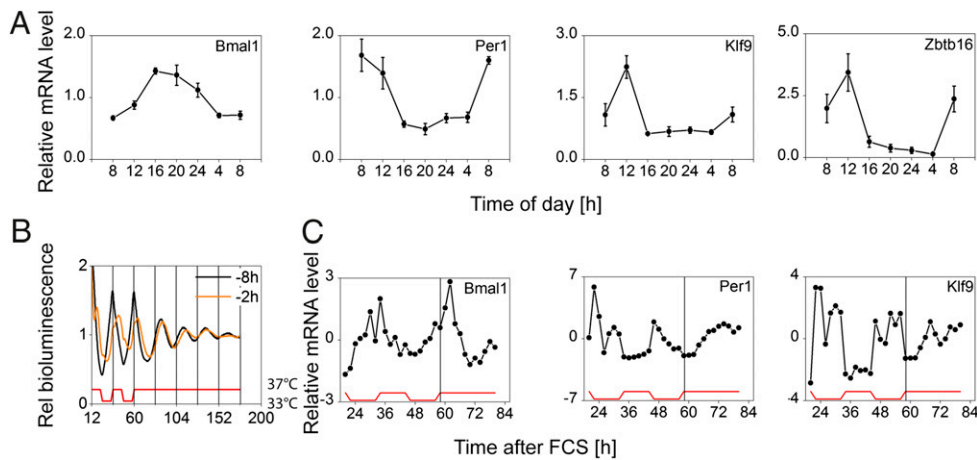 A
Relative mRNA level
Bmal1
2.0
1.0
0.0
8 12 16 20 24 4 8
Per1
2.0
1.0
0.0
8 12 16 20 24 4 8
Klf9
3.0
1.5
0.0
8 12 16 20 24 4 8
Zbtb16
5.0
2.5
0.0
8 12 16 20 24 4 8
Time of day [h]
B
Rel bioluminescence
2
1
0
-8h
-2h
37°C
33°C
12 60 104 150 200
C
Relative mRNA level
Bmal1
3
0
-3
24 36 48 60 72 84
Per1
7
0
-7
24 36 48 60 72 84
Klf9
4
0
-4
24 36 48 60 72 84
Time after FCS [h]